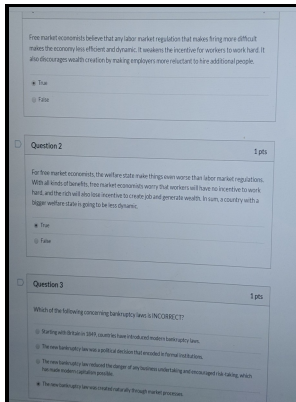 Free market economists believe that any labor market regulation that makes firing more difficult
makes the economy less efficient and dynamic. It weakens the incentive for workers to work hard. It
also discourages wealth creation by making employers more reluctant to hire additional people.
True
False
Question 2
1 pts
For free market economists, the welfare state make things even worse than labor market regulations.
With all kinds of benefits, free market economists worry that workers will have no incentive to work
hard, and the rich will also lose incentive to create job and generate wealth. In sum, a country with a
bigger welfare state is going to be less dynamic.
True
False
Question 3
1 pts
Which of the following concerning bankruptcy laws is INCORRECT?
Starting with Britain in 1849, countries have introduced modern bankruptcy laws.
The new bankruptcy law was a political decision that encoded in formal institutions.
The new bankruptcy law reduced the danger of any business undertaking and encouraged risk-taking, which
has made modern capitalism possible.
The new bankruptcy law was created naturally through market processes.